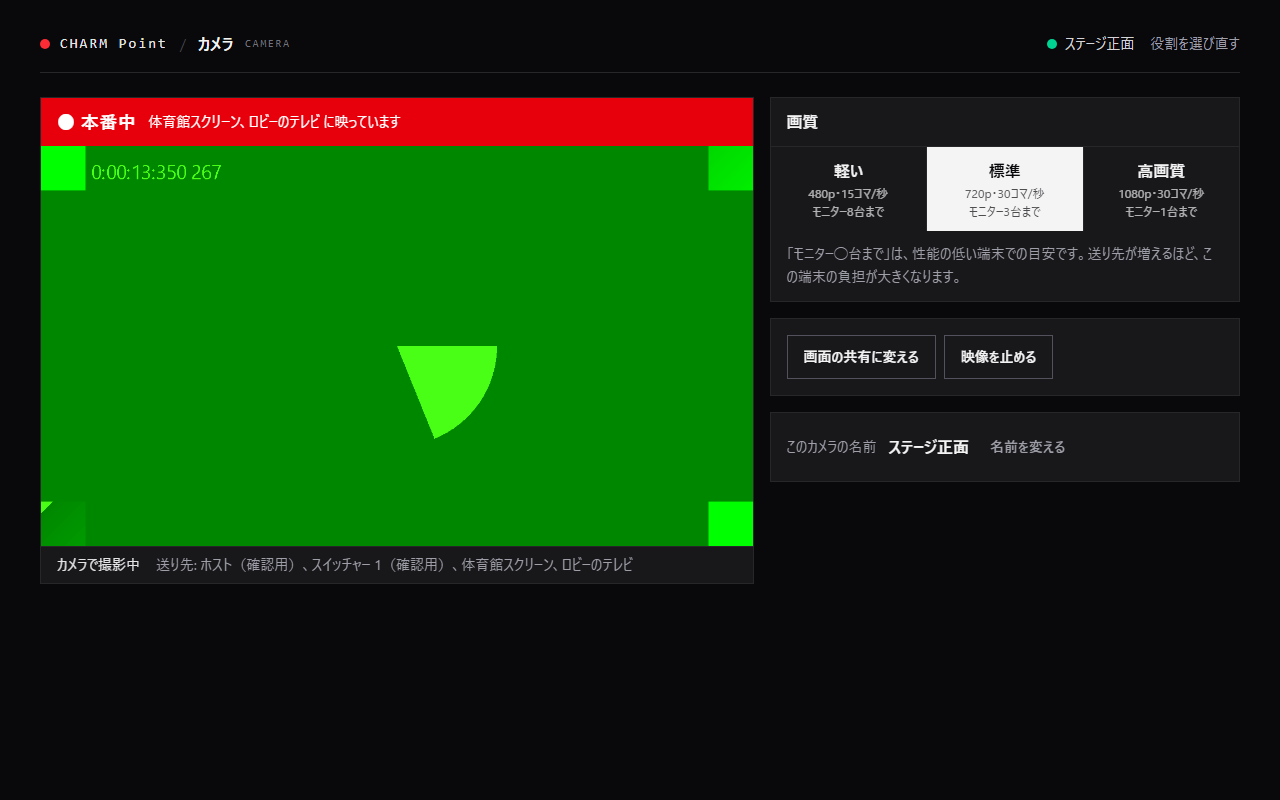 CHARM Point / カメラ CAMERA
ステージ正面 役割を選び直す
本番中 体育館スクリーン、ロビーのテレビ に映っています
0:00:13:350 267
カメラで撮影中 送り先: ホスト（確認用）、スイッチャー 1（確認用）、体育館スクリーン、ロビーのテレビ
画質
軽い
480p・15コマ/秒
モニター8台まで
標準
720p・30コマ/秒
モニター3台まで
高画質
1080p・30コマ/秒
モニター1台まで
「モニター◯台まで」は、性能の低い端末での目安です。送り先が増えるほど、こ
の端末の負担が大きくなります。
画面の共有に変える 映像を止める
このカメラの名前 ステージ正面 名前を変える